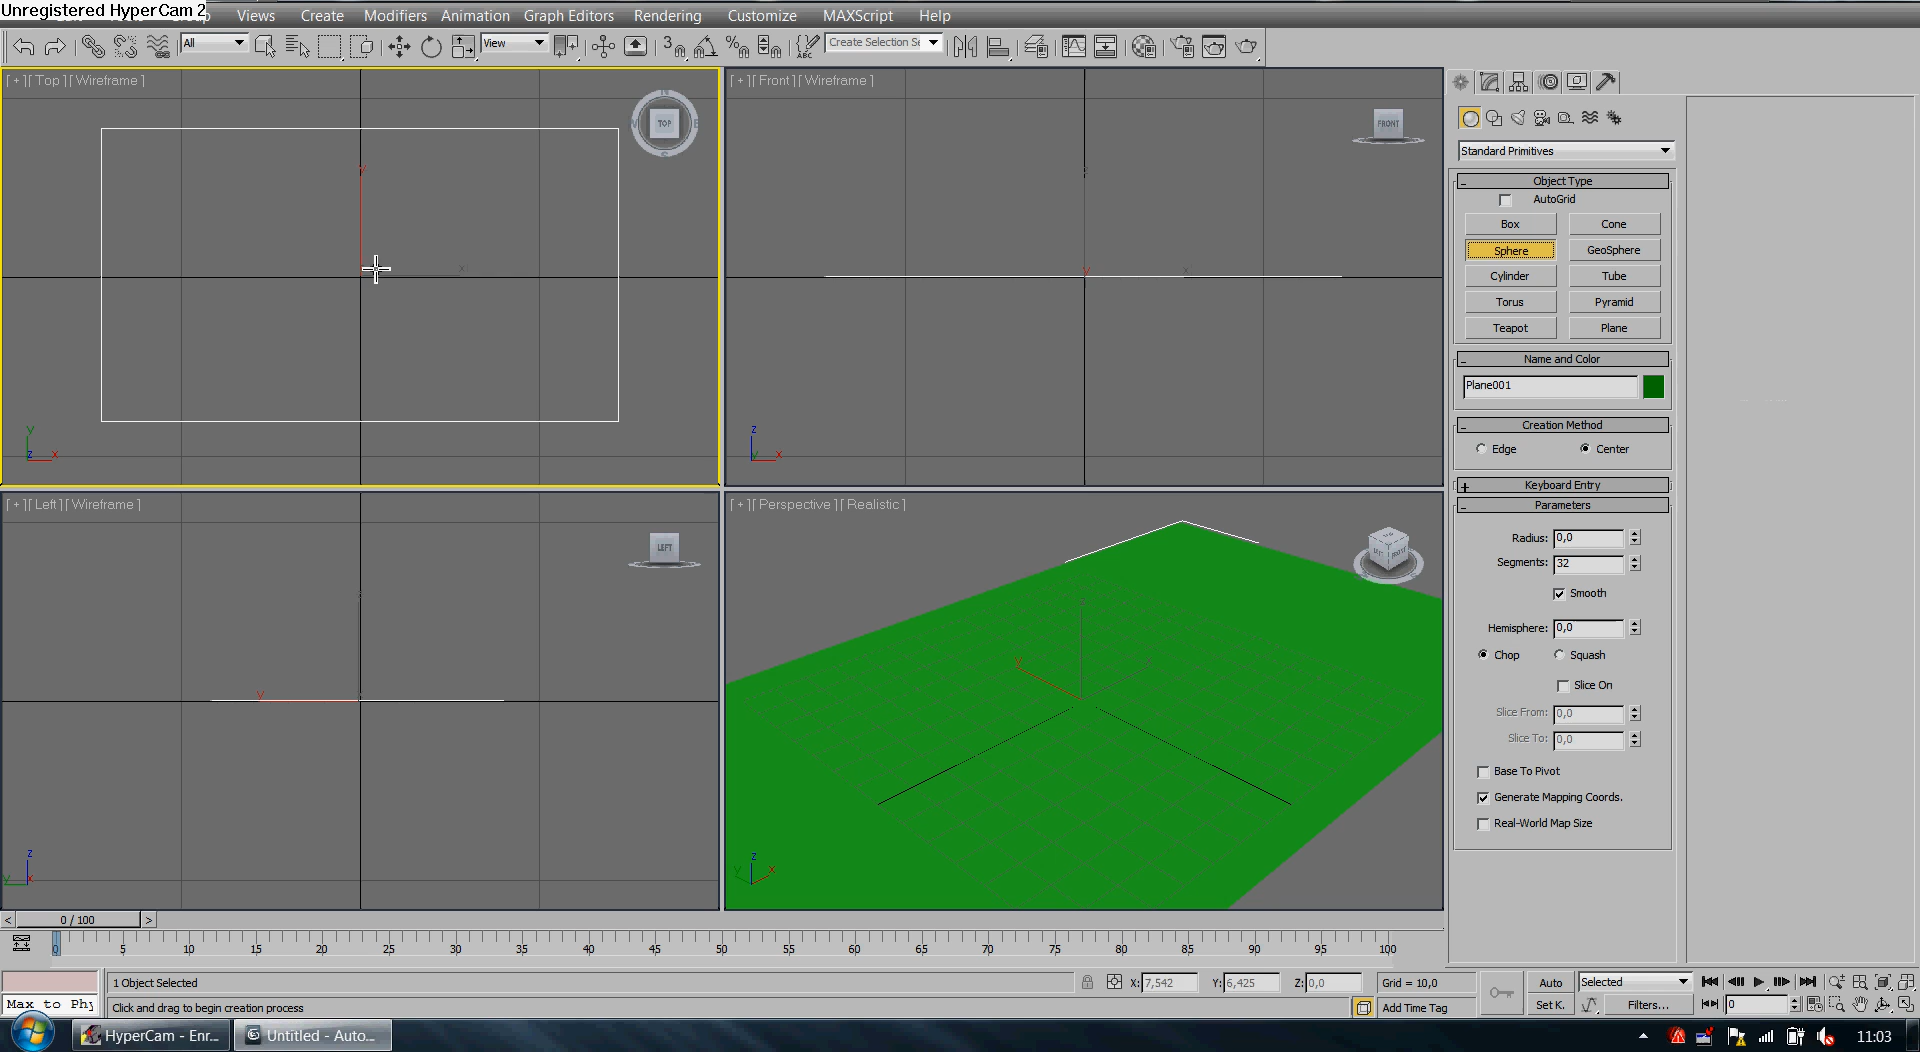 Unregistered HyperCam 2
Views Create Modifiers Animation Graph Editors Rendering Customize MAXScript Help
All View 3 % ABC Create Selection Se
[ + ] [ Top ] [ Wireframe ]
TOP
y
x
y
z x
[ + ] [ Front ] [ Wireframe ]
FRONT
y x
z
y x
[ + ] [ Left ] [ Wireframe ]
LEFT
y
z
y x
[ + ] [ Perspective ] [ Realistic ]
y
z
y x
Standard Primitives
Object Type
AutoGrid
Box Cone
Sphere GeoSphere
Cylinder Tube
Torus Pyramid
Teapot Plane
Name and Color
Plane001
Creation Method
Edge Center
Keyboard Entry
Parameters
Radius: 0,0
Segments: 32
Smooth
Hemisphere: 0,0
Chop Squash
Slice On
Slice From: 0,0
Slice To: 0,0
Base To Pivot
Generate Mapping Coords.
Real-World Map Size
< 0 / 100 >
0 5 10 15 20 25 30 35 40 45 50 55 60 65 70 75 80 85 90 95 100
1 Object Selected X: 7,542 Y: 6,425 Z: 0,0 Grid = 10,0 Auto Selected
Max to Phy Click and drag to begin creation process Add Time Tag Set K. Filters... 0
HyperCam - Enr... Untitled - Auto... 11:03